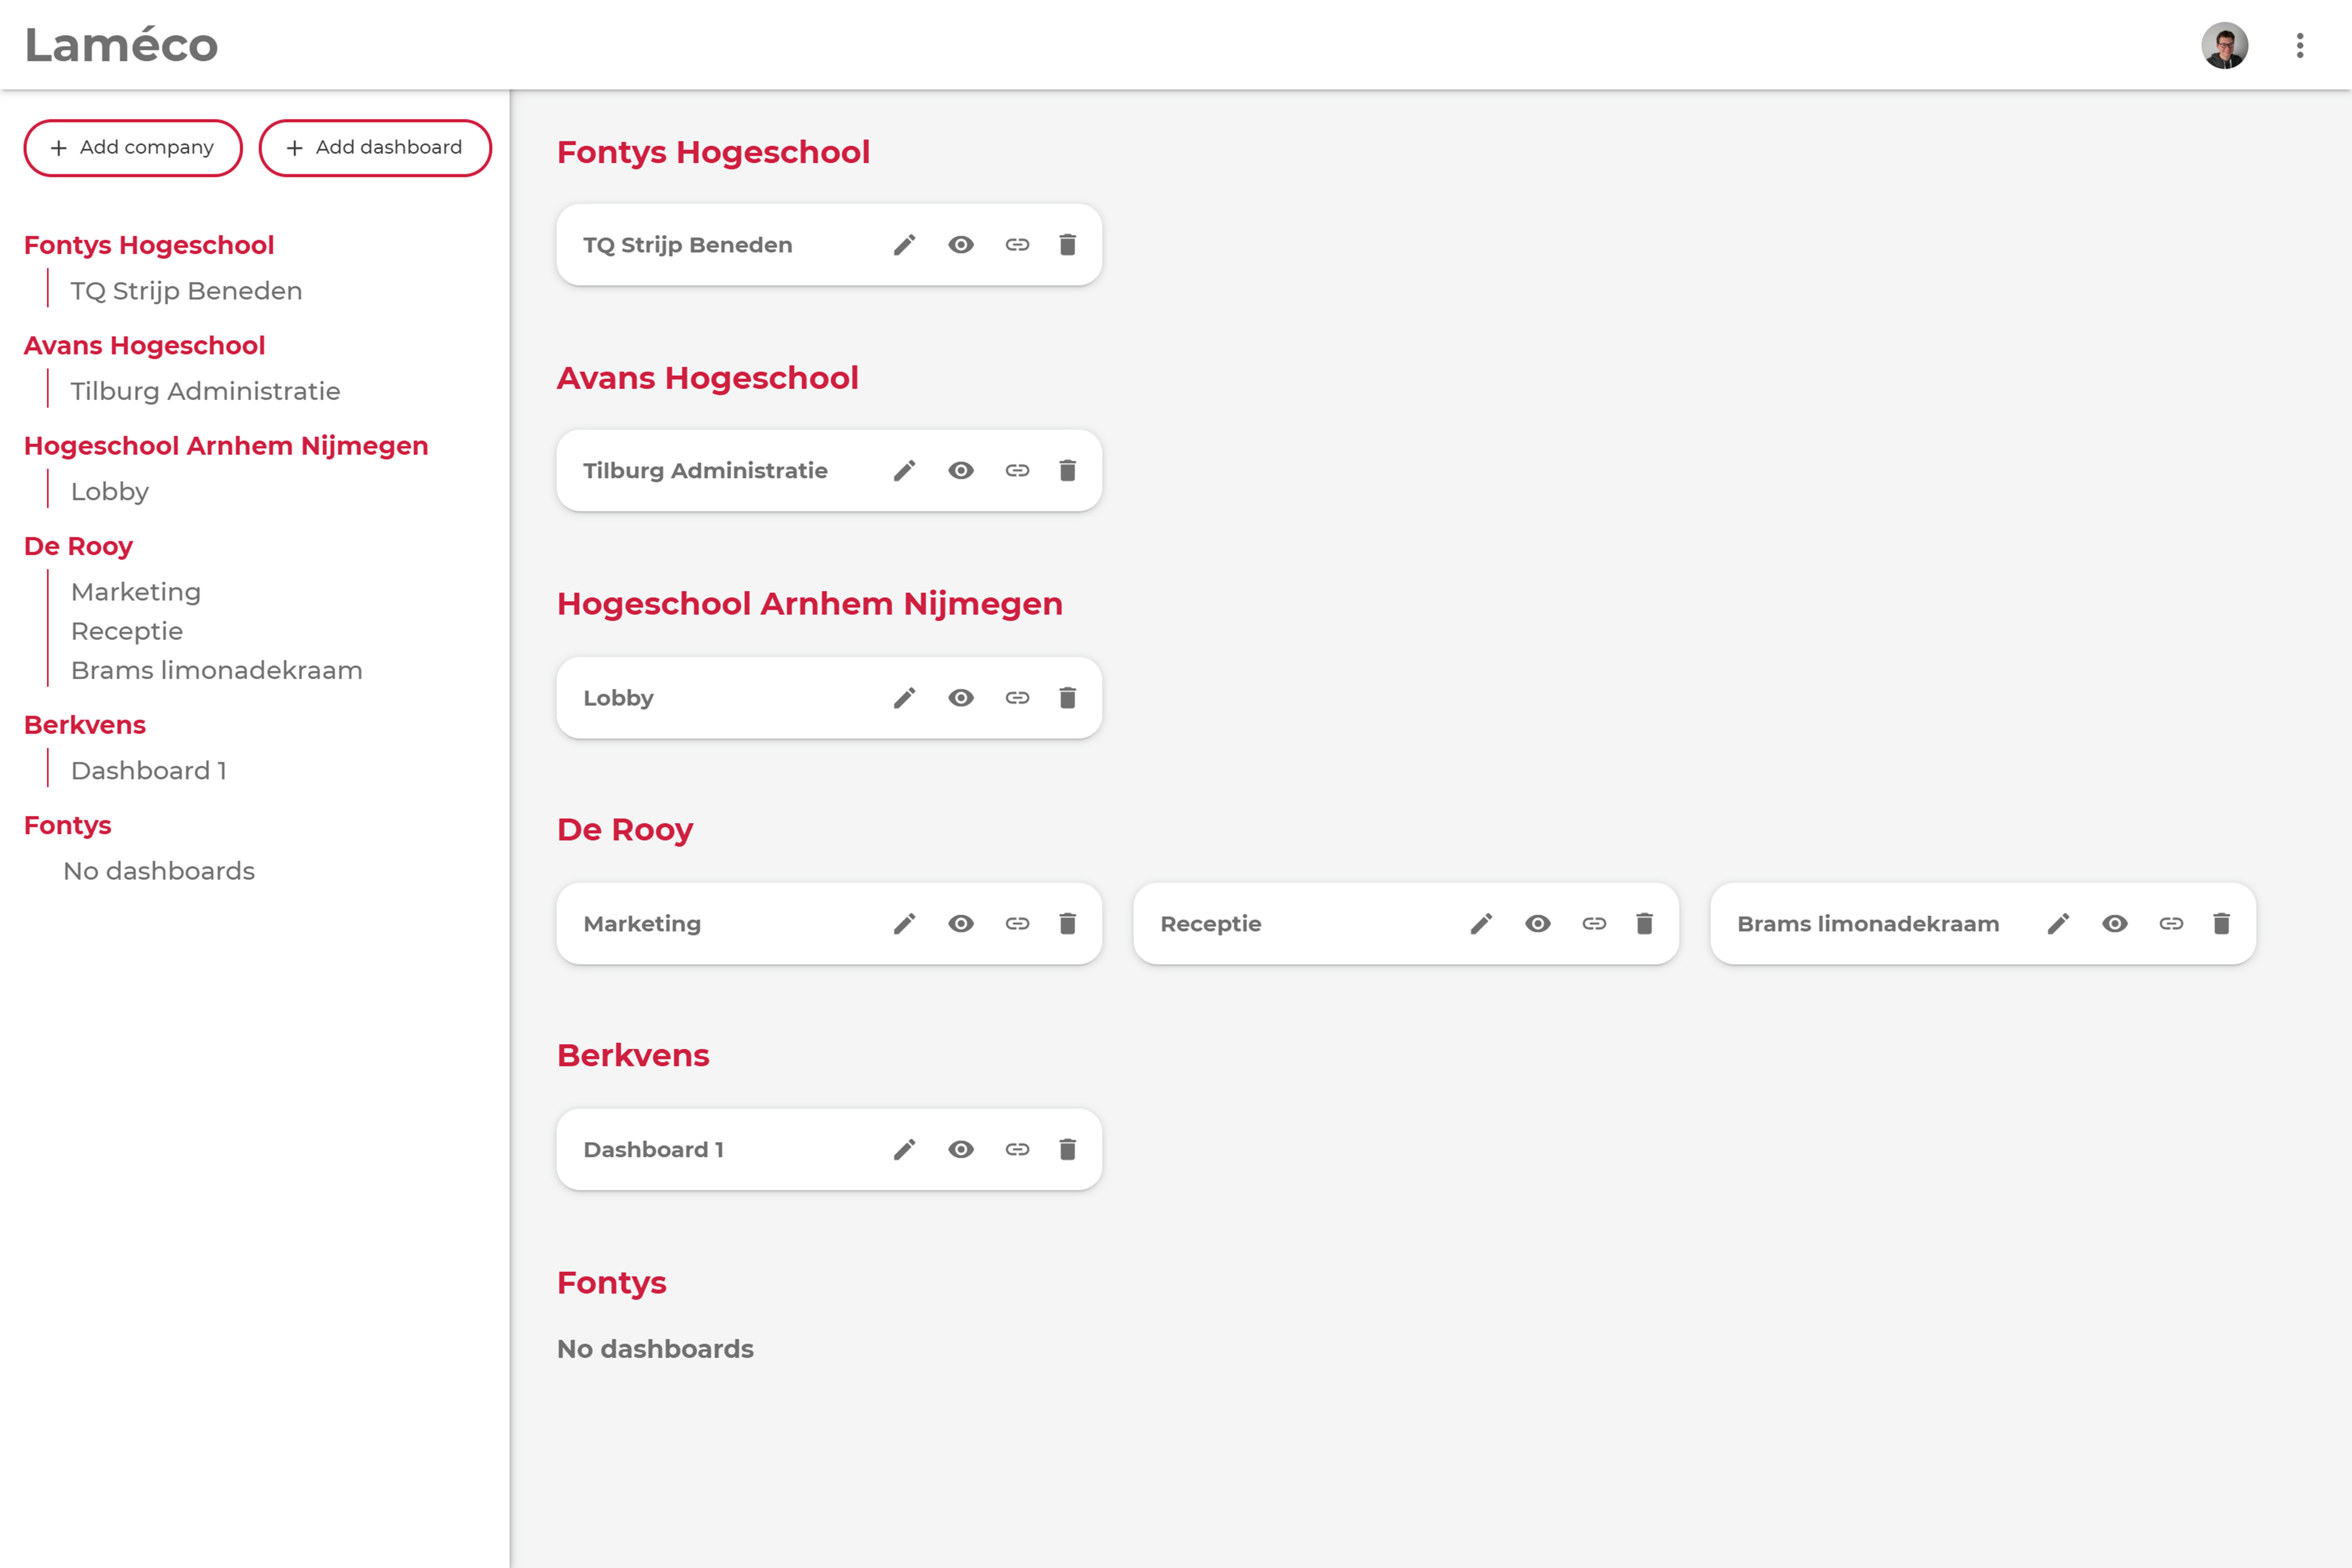 Laméco
Add company
Add dashboard
Fontys Hogeschool
TQ Strijp Beneden
Avans Hogeschool
Tilburg Administratie
Hogeschool Arnhem Nijmegen
Lobby
De Rooy
Marketing
Receptie
Brams limonadekraam
Berkvens
Dashboard 1
Fontys
No dashboards
Fontys Hogeschool
TQ Strijp Beneden
Avans Hogeschool
Tilburg Administratie
Hogeschool Arnhem Nijmegen
Lobby
De Rooy
Marketing
Receptie
Brams limonadekraam
Berkvens
Dashboard 1
Fontys
No dashboards